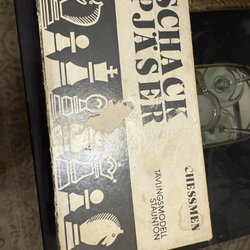 SCHACK
PJÄSER
CHESSMEN
TÄVLINGSMODELL
STAUNTON